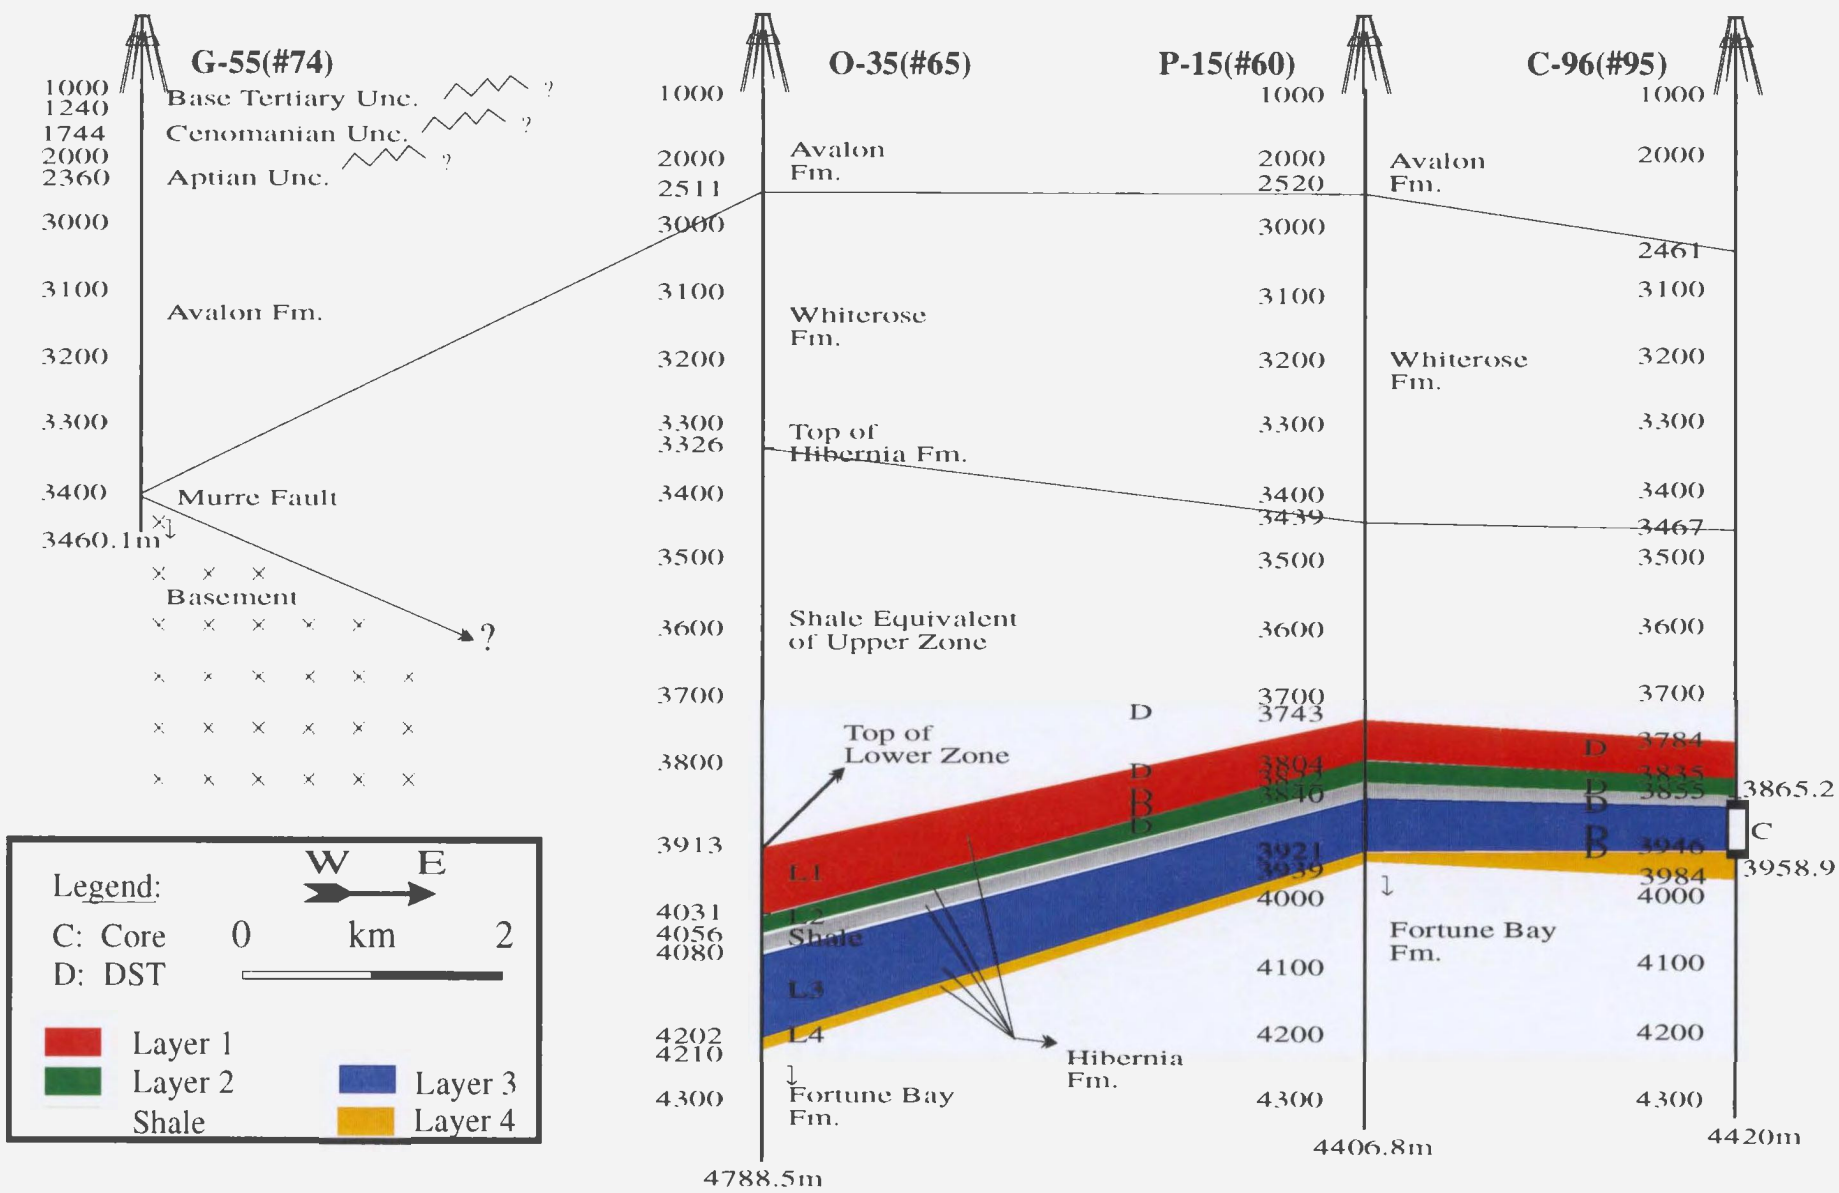 G-55(#74)
O-35(#65)
P-15(#60)
C-96(#95)
1000
1240
1744
2000
2360
3000
3100
3200
3300
3400
3460.1m
Base Tertiary Unc. ?
Cenomanian Unc. ?
Aptian Unc. ?
Avalon Fm.
Murre Fault
Basement
?
1000
2000
2511
3000
3100
3200
3300
3326
3400
3500
3600
3700
3800
3913
4031
4056
4080
4202
4210
4300
4788.5m
Avalon
Fm.
Whiterose
Fm.
Top of
Hibernia Fm.
Shale Equivalent
of Upper Zone
Top of
Lower Zone
L1
L2
Shale
L3
L4
Fortune Bay
Fm.
Hibernia
Fm.
D
D
D
D
D
1000
2000
2520
3000
3100
3200
3300
3400
3439
3500
3600
3700
3743
3804
3840
3921
3939
4000
4100
4200
4300
4406.8m
Avalon
Fm.
Whiterose
Fm.
Fortune Bay
Fm.
D
D
D
D
D
1000
2000
2461
3100
3200
3300
3400
3467
3500
3600
3700
3784
3835
3855
3946
3984
4000
4100
4200
4300
4420m
3865.2
C
3958.9
Legend:
W E
C: Core
D: DST
0 km 2
Layer 1
Layer 2
Shale
Layer 3
Layer 4